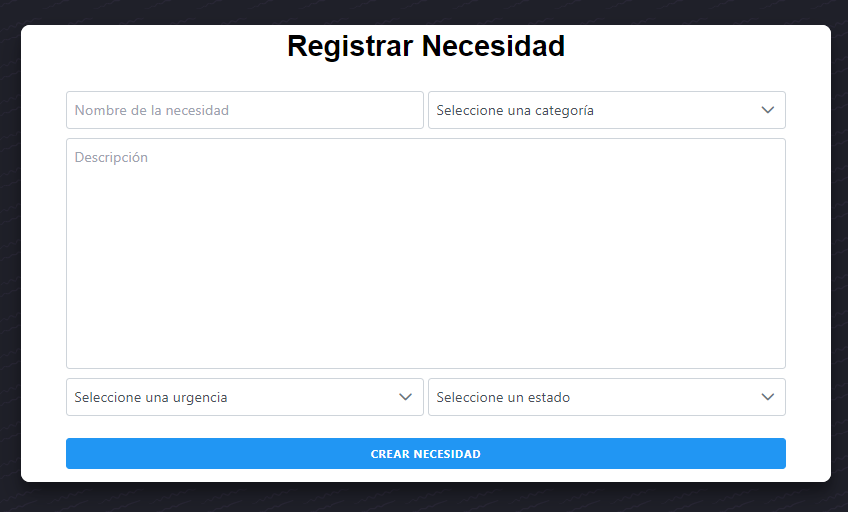 Registrar Necesidad
Nombre de la necesidad
Seleccione una categoría
Descripción
Seleccione una urgencia
Seleccione un estado
CREAR NECESIDAD